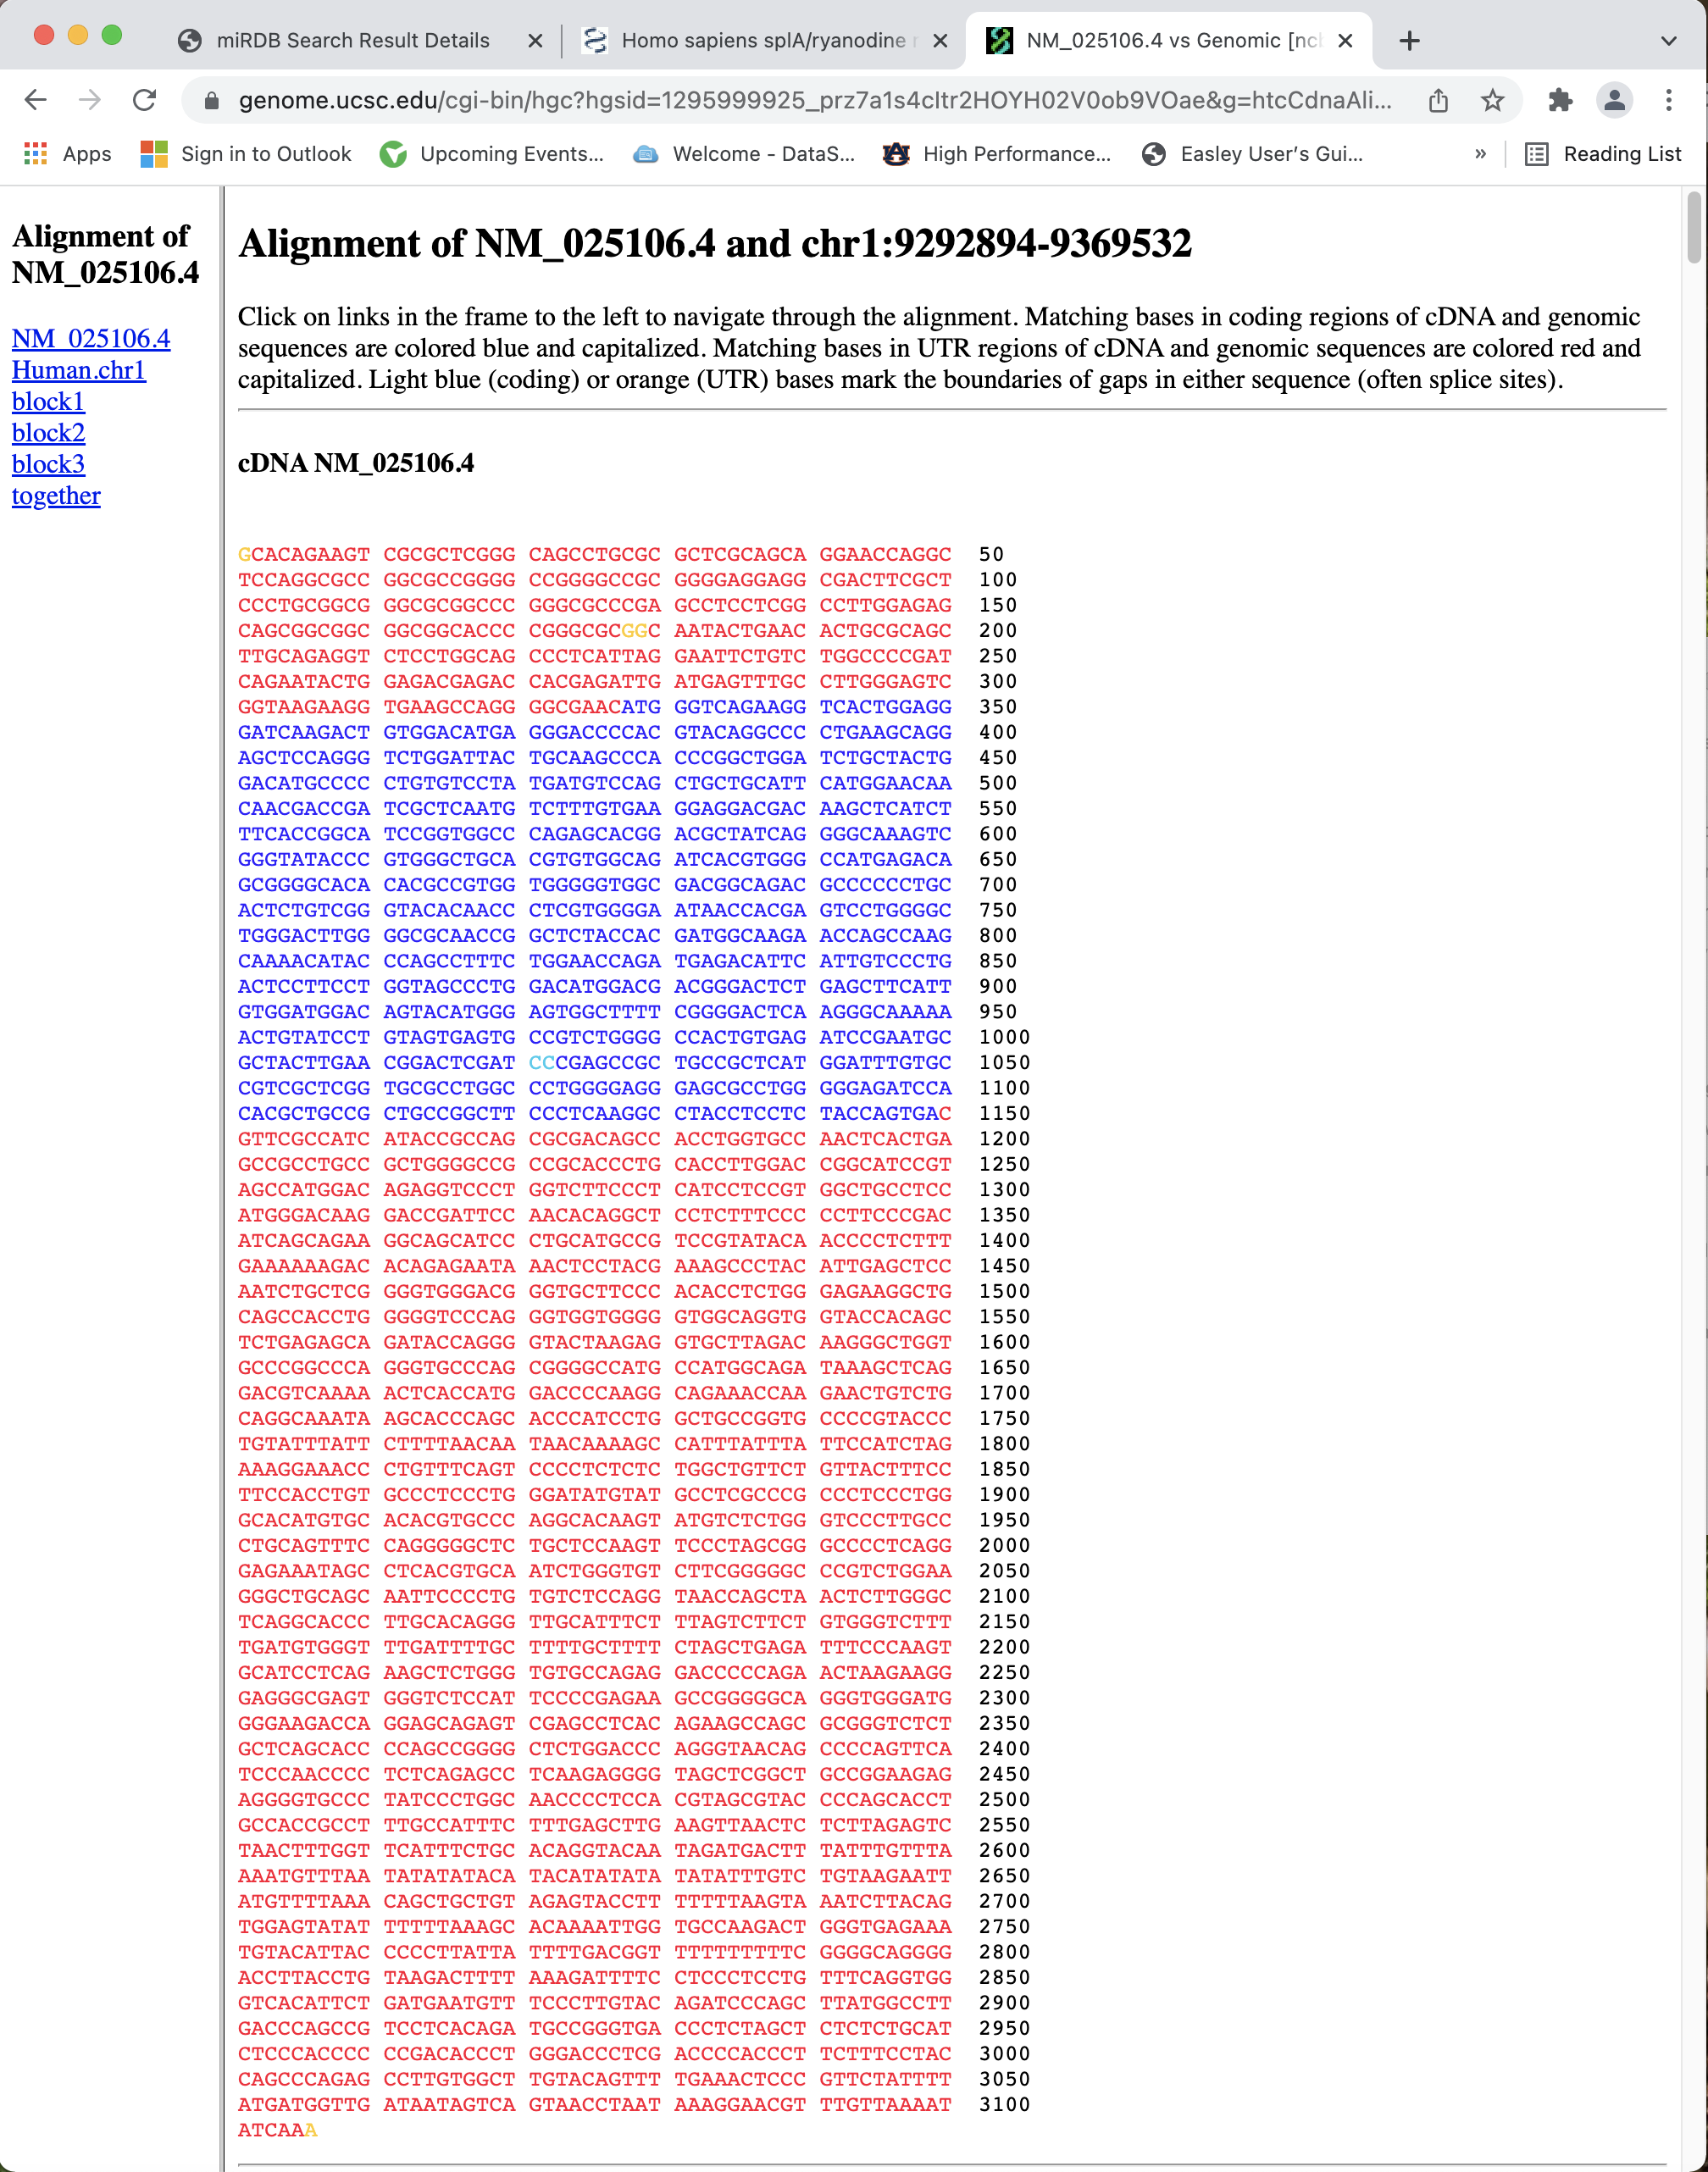 miRDB Search Result Details
Homo sapiens splA/ryanodine r
NM_025106.4 vs Genomic [ncb
genome.ucsc.edu/cgi-bin/hgc?hgsid=1295999925_prz7a1s4cltr2HOYH02V0ob9VOae&g=htcCdnaAli...
Apps Sign in to Outlook Upcoming Events... Welcome - DataS... High Performance... Easley User's Gui... » Reading List
Alignment of
NM_025106.4
NM_025106.4
Human.chr1
block1
block2
block3
together
Alignment of NM_025106.4 and chr1:9292894-9369532
Click on links in the frame to the left to navigate through the alignment. Matching bases in coding regions of cDNA and genomic
sequences are colored blue and capitalized. Matching bases in UTR regions of cDNA and genomic sequences are colored red and
capitalized. Light blue (coding) or orange (UTR) bases mark the boundaries of gaps in either sequence (often splice sites).
cDNA NM_025106.4
GCACAGAAGT CGCGCTCGGG CAGCCTGCGC GCTCGCAGCA GGAACCAGGC 50
TCCAGGCGCC GGCGCCGGGG CCGGGGCCGC GGGGAGGAGG CGACTTCGCT 100
CCCTGCGGCG GGCGCGGCCC GGGCGCCCGA GCCTCCTCGG CCTTGGAGAG 150
CAGCGGCGGC GGCGGCACCC CGGGCGCGGC AATACTGAAC ACTGCGCAGC 200
TTGCAGAGGT CTCCTGGCAG CCCTCATTAG GAATTCTGTC TGGCCCCGAT 250
CAGAATACTG GAGACGAGAC CACGAGATTG ATGAGTTTGC CTTGGGAGTC 300
GGTAAGAAGG TGAAGCCAGG GGCGAACATG GGTCAGAAGG TCACTGGAGG 350
GATCAAGACT GTGGACATGA GGGACCCCAC GTACAGGCCC CTGAAGCAGG 400
AGCTCCAGGG TCTGGATTAC TGCAAGCCCA CCCGGCTGGA TCTGCTACTG 450
GACATGCCCC CTGTGTCCTA TGATGTCCAG CTGCTGCATT CATGGAACAA 500
CAACGACCGA TCGCTCAATG TCTTTGTGAA GGAGGACGAC AAGCTCATCT 550
TTCACCGGCA TCCGGTGGCC CAGAGCACGG ACGCTATCAG GGGCAAAGTC 600
GGGTATACCC GTGGGCTGCA CGTGTGGCAG ATCACGTGGG CCATGAGACA 650
GCGGGGCACA CACGCCGTGG TGGGGGTGGC GACGGCAGAC GCCCCCCTGC 700
ACTCTGTCGG GTACACAACC CTCGTGGGGA ATAACCACGA GTCCTGGGGC 750
TGGGACTTGG GGCGCAACCG GCTCTACCAC GATGGCAAGA ACCAGCCAAG 800
CAAAACATAC CCAGCCTTTC TGGAACCAGA TGAGACATTC ATTGTCCCTG 850
ACTCCTTCCT GGTAGCCCTG GACATGGACG ACGGGACTCT GAGCTTCATT 900
GTGGATGGAC AGTACATGGG AGTGGCTTTT CGGGGACTCA AGGGCAAAAA 950
ACTGTATCCT GTAGTGAGTG CCGTCTGGGG CCACTGTGAG ATCCGAATGC 1000
GCTACTTGAA CGGACTCGAT CCCGAGCCGC TGCCGCTCAT GGATTTGTGC 1050
CGTCGCTCGG TGCGCCTGGC CCTGGGGAGG GAGCGCCTGG GGGAGATCCA 1100
CACGCTGCCG CTGCCGGCTT CCCTCAAGGC CTACCTCCTC TACCAGTGAC 1150
GTTCGCCATC ATACCGCCAG CGCGACAGCC ACCTGGTGCC AACTCACTGA 1200
GCCGCCTGCC GCTGGGGCCG CCGCACCCTG CACCTTGGAC CGGCATCCGT 1250
AGCCATGGAC AGAGGTCCCT GGTCTTCCCT CATCCTCCGT GGCTGCCTCC 1300
ATGGGACAAG GACCGATTCC AACACAGGCT CCTCTTTCCC CCTTCCCGAC 1350
ATCAGCAGAA GGCAGCATCC CTGCATGCCG TCCGTATACA ACCCCTCTTT 1400
GAAAAAAGAC ACAGAGAATA AACTCCTACG AAAGCCCTAC ATTGAGCTCC 1450
AATCTGCTCG GGGTGGGACG GGTGCTTCCC ACACCTCTGG GAGAAGGCTG 1500
CAGCCACCTG GGGGTCCCAG GGTGGTGGGG GTGGCAGGTG GTACCACAGC 1550
TCTGAGAGCA GATACCAGGG GTACTAAGAG GTGCTTAGAC AAGGGCTGGT 1600
GCCCGGCCCA GGGTGCCCAG CGGGGCCATG CCATGGCAGA TAAAGCTCAG 1650
GACGTCAAAA ACTCACCATG GACCCCAAGG CAGAAACCAA GAACTGTCTG 1700
CAGGCAAATA AGCACCCAGC ACCCATCCTG GCTGCCGGTG CCCCGTACCC 1750
TGTATTTATT CTTTTAACAA TAACAAAAGC CATTTATTTA TTCCATCTAG 1800
AAAGGAAACC CTGTTTCAGT CCCCTCTCTC TGGCTGTTCT GTTACTTTCC 1850
TTCCACCTGT GCCCTCCCTG GGATATGTAT GCCTCGCCCG CCCTCCCTGG 1900
GCACATGTGC ACACGTGCCC AGGCACAAGT ATGTCTCTGG GTCCCTTGCC 1950
CTGCAGTTTC CAGGGGGCTC TGCTCCAAGT TCCCTAGCGG GCCCCTCAGG 2000
GAGAAATAGC CTCACGTGCA ATCTGGGTGT CTTCGGGGGC CCGTCTGGAA 2050
GGGCTGCAGC AATTCCCCTG TGTCTCCAGG TAACCAGCTA ACTCTTGGGC 2100
TCAGGCACCC TTGCACAGGG TTGCATTTCT TTAGTCTTCT GTGGGTCTTT 2150
TGATGTGGGT TTGATTTTGC TTTTGCTTTT CTAGCTGAGA TTTCCCAAGT 2200
GCATCCTCAG AAGCTCTGGG TGTGCCAGAG GACCCCCAGA ACTAAGAAGG 2250
GAGGGCGAGT GGGTCTCCAT TCCCCGAGAA GCCGGGGGCA GGGTGGGATG 2300
GGGAAGACCA GGAGCAGAGT CGAGCCTCAC AGAAGCCAGC GCGGGTCTCT 2350
GCTCAGCACC CCAGCCGGGG CTCTGGACCC AGGGTAACAG CCCCAGTTCA 2400
TCCCAACCCC TCTCAGAGCC TCAAGAGGGG TAGCTCGGCT GCCGGAAGAG 2450
AGGGGTGCCC TATCCCTGGC AACCCCTCCA CGTAGCGTAC CCCAGCACCT 2500
GCCACCGCCT TTGCCATTTC TTTGAGCTTG AAGTTAACTC TCTTAGAGTC 2550
TAACTTTGGT TCATTTCTGC ACAGGTACAA TAGATGACTT TATTTGTTTA 2600
AAATGTTTAA TATATATACA TACATATATA TATATTTGTC TGTAAGAATT 2650
ATGTTTTAAA CAGCTGCTGT AGAGTACCTT TTTTTAAGTA AATCTTACAG 2700
TGGAGTATAT TTTTTAAAGC ACAAAATTGG TGCCAAGACT GGGTGAGAAA 2750
TGTACATTAC CCCCTTATTA TTTTGACGGT TTTTTTTTTC GGGGCAGGGG 2800
ACCTTACCTG TAAGACTTTT AAAGATTTTC CTCCCTCCTG TTTCAGGTGG 2850
GTCACATTCT GATGAATGTT TCCCTTGTAC AGATCCCAGC TTATGGCCTT 2900
GACCCAGCCG TCCTCACAGA TGCCGGGTGA CCCTCTAGCT CTCTCTGCAT 2950
CTCCCACCCC CCGACACCCT GGGACCCTCG ACCCCACCCT TCTTTCCTAC 3000
CAGCCCAGAG CCTTGTGGCT TGTACAGTTT TGAAACTCCC GTTCTATTTT 3050
ATGATGGTTG ATAATAGTCA GTAACCTAAT AAAGGAACGT TTGTTAAAAT 3100
ATCAAA